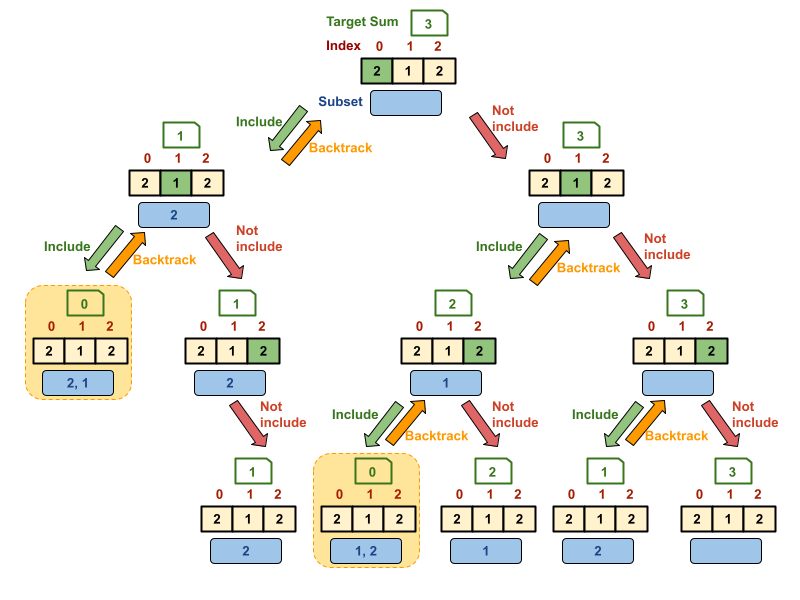 Target Sum 3
Index 0 1 2
2 1 2
Subset
Include
Backtrack
Not
include
1
0 1 2
2 1 2
2
3
0 1 2
2 1 2
Include
Backtrack
Not
include
Include
Backtrack
Not
include
0
0 1 2
2 1 2
2, 1
1
0 1 2
2 1 2
2
2
0 1 2
2 1 2
1
3
0 1 2
2 1 2
Not
include
Include
Backtrack
Not
include
Include
Backtrack
Not
include
1
0 1 2
2 1 2
2
0
0 1 2
2 1 2
1, 2
2
0 1 2
2 1 2
1
1
0 1 2
2 1 2
2
3
0 1 2
2 1 2